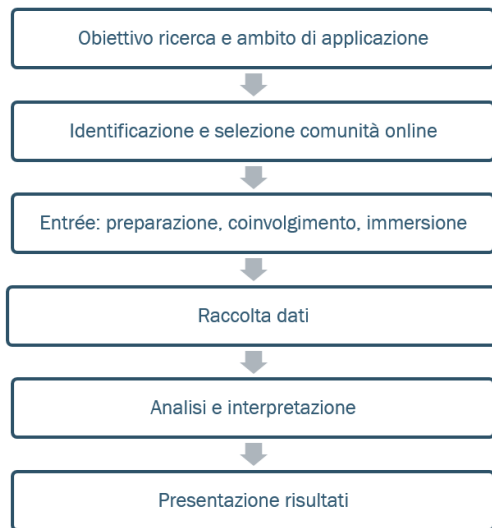 Obiettivo ricerca e ambito di applicazione
Identificazione e selezione comunità online
Entrée: preparazione, coinvolgimento, immersione
Raccolta dati
Analisi e interpretazione
Presentazione risultati